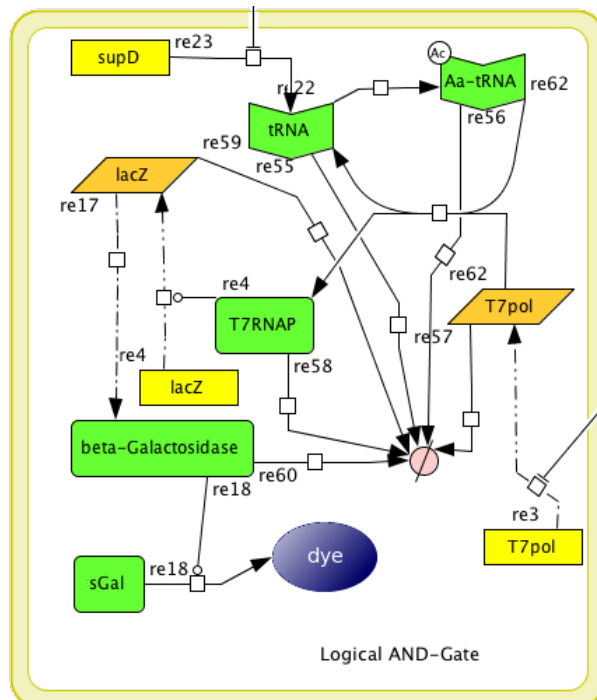 re23
supD
Ac
Aa-tRNA
re62
re22
re56
tRNA
re59
re55
lacZ
re17
re4
re62
T7RNAP
T7pol
re57
re4
re58
lacZ
beta-Galactosidase
re60
re18
re3
T7pol
dye
re18
sGal
Logical AND-Gate